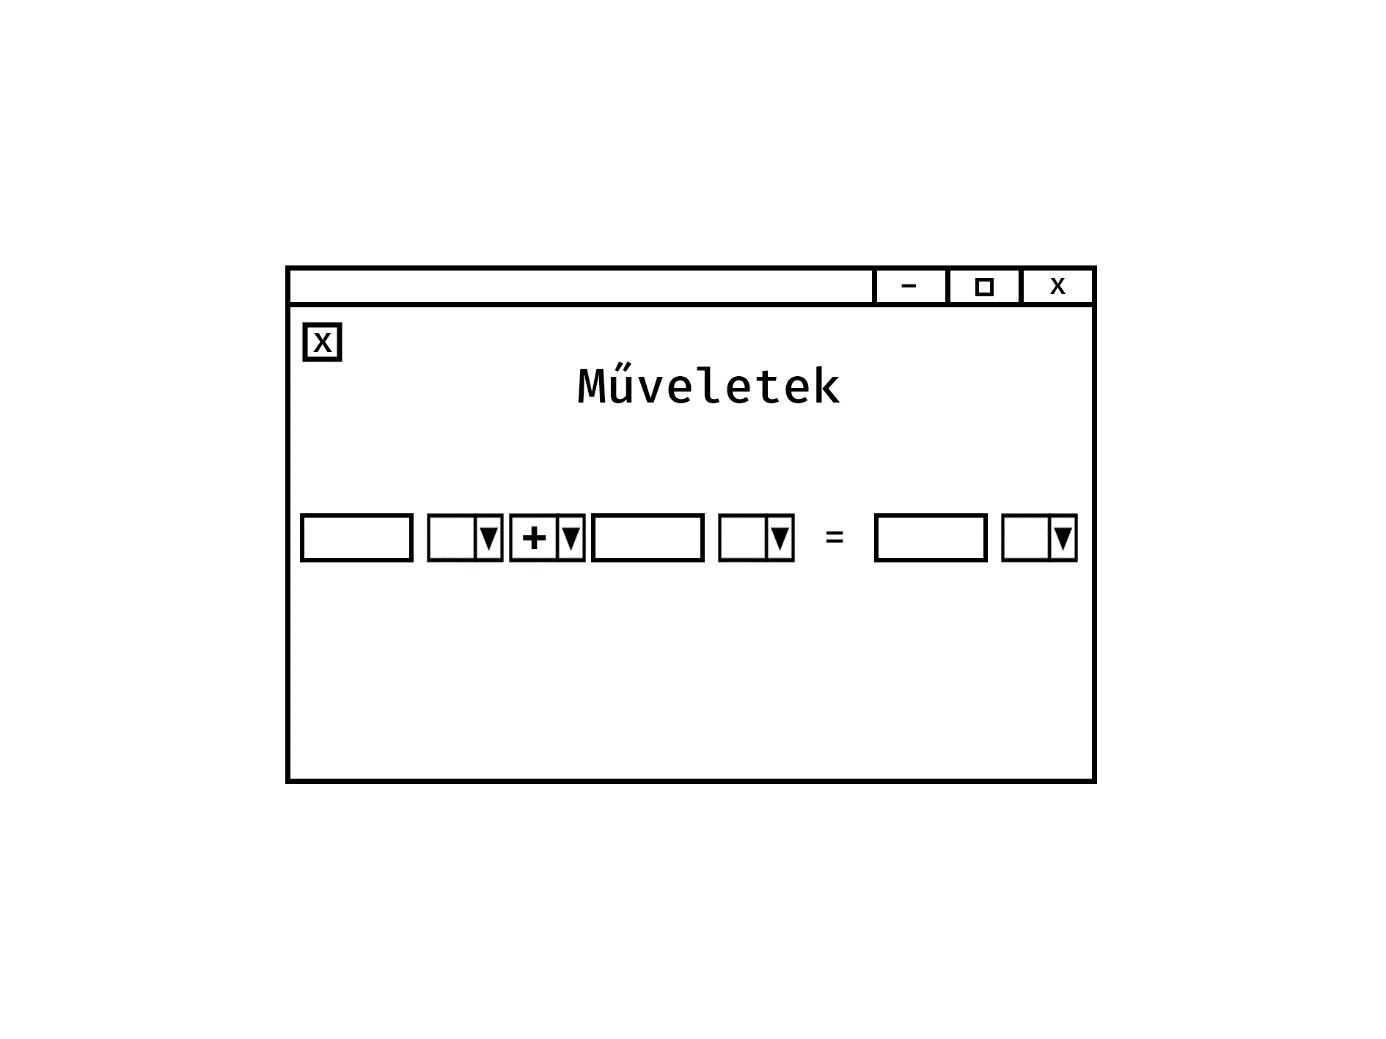 – □ X
X
Műveletek
▼ + ▼ ▼ = ▼